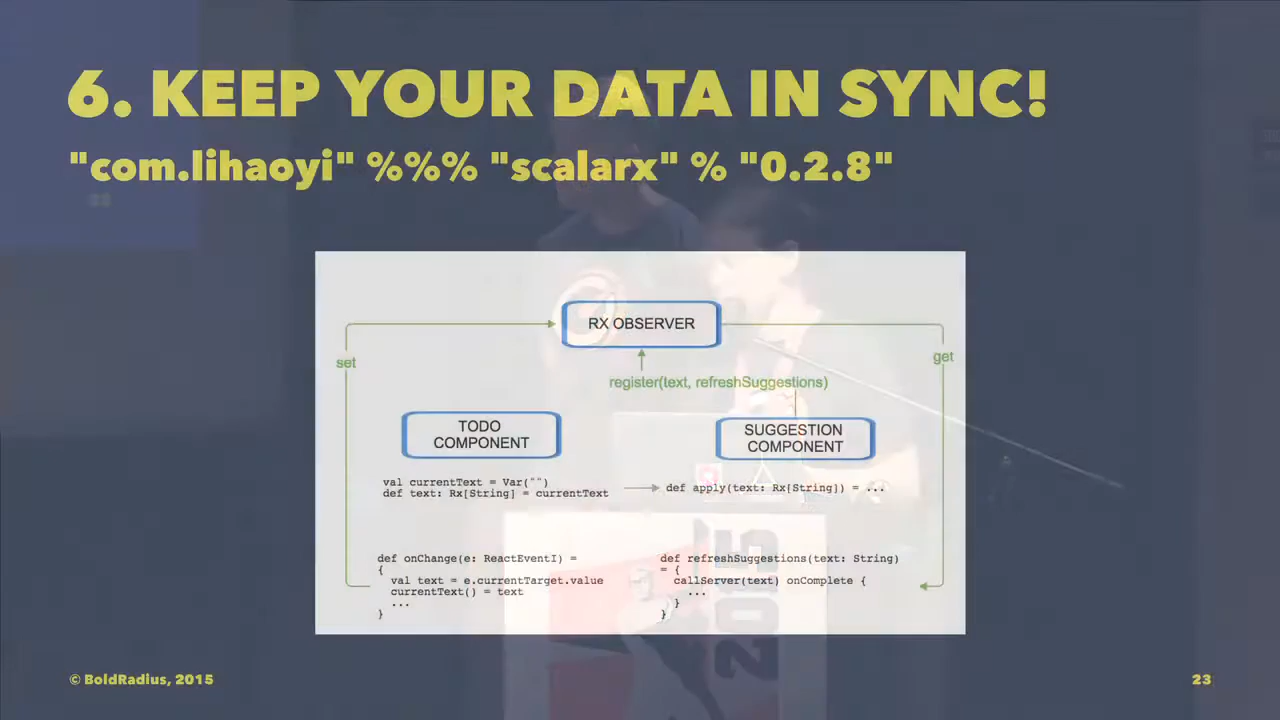 6. KEEP YOUR DATA IN SYNC!
"com.lihaoyi" %%% "scalarx" % "0.2.8"
RX OBSERVER
set
get
register(text, refreshSuggestions)
TODO
COMPONENT
SUGGESTION
COMPONENT
val currentText = Var("")
def text: Rx[String] = currentText
def apply(text: Rx[String]) = ...
def onChange(e: ReactEventI) =
{
val text = e.currentTarget.value
currentText() = text
...
}
def refreshSuggestions(text: String)
= {
callServer(text) onComplete {
...
}
}
2015
© BoldRadius, 2015
23